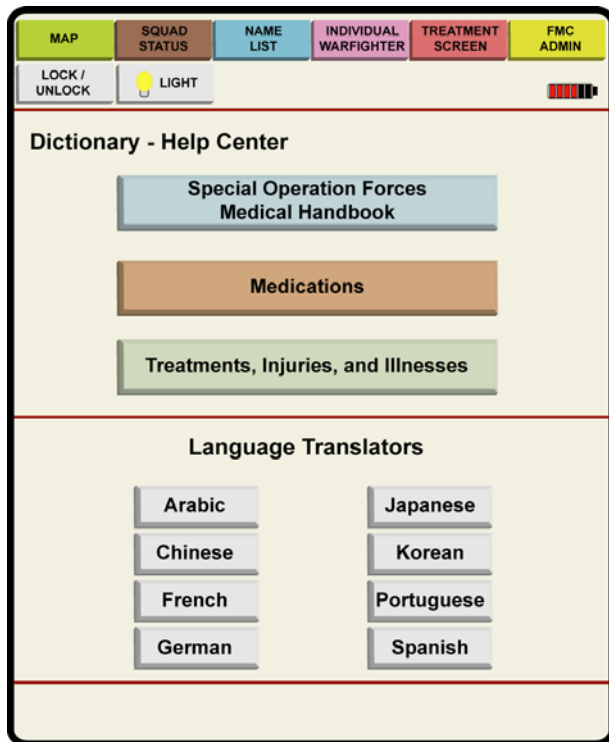 MAP
SQUAD
STATUS
NAME
LIST
INDIVIDUAL
WARFIGHTER
TREATMENT
SCREEN
FMC
ADMIN
LOCK /
UNLOCK
LIGHT
Dictionary - Help Center
Special Operation Forces
Medical Handbook
Medications
Treatments, Injuries, and Illnesses
Language Translators
Arabic
Japanese
Chinese
Korean
French
Portuguese
German
Spanish